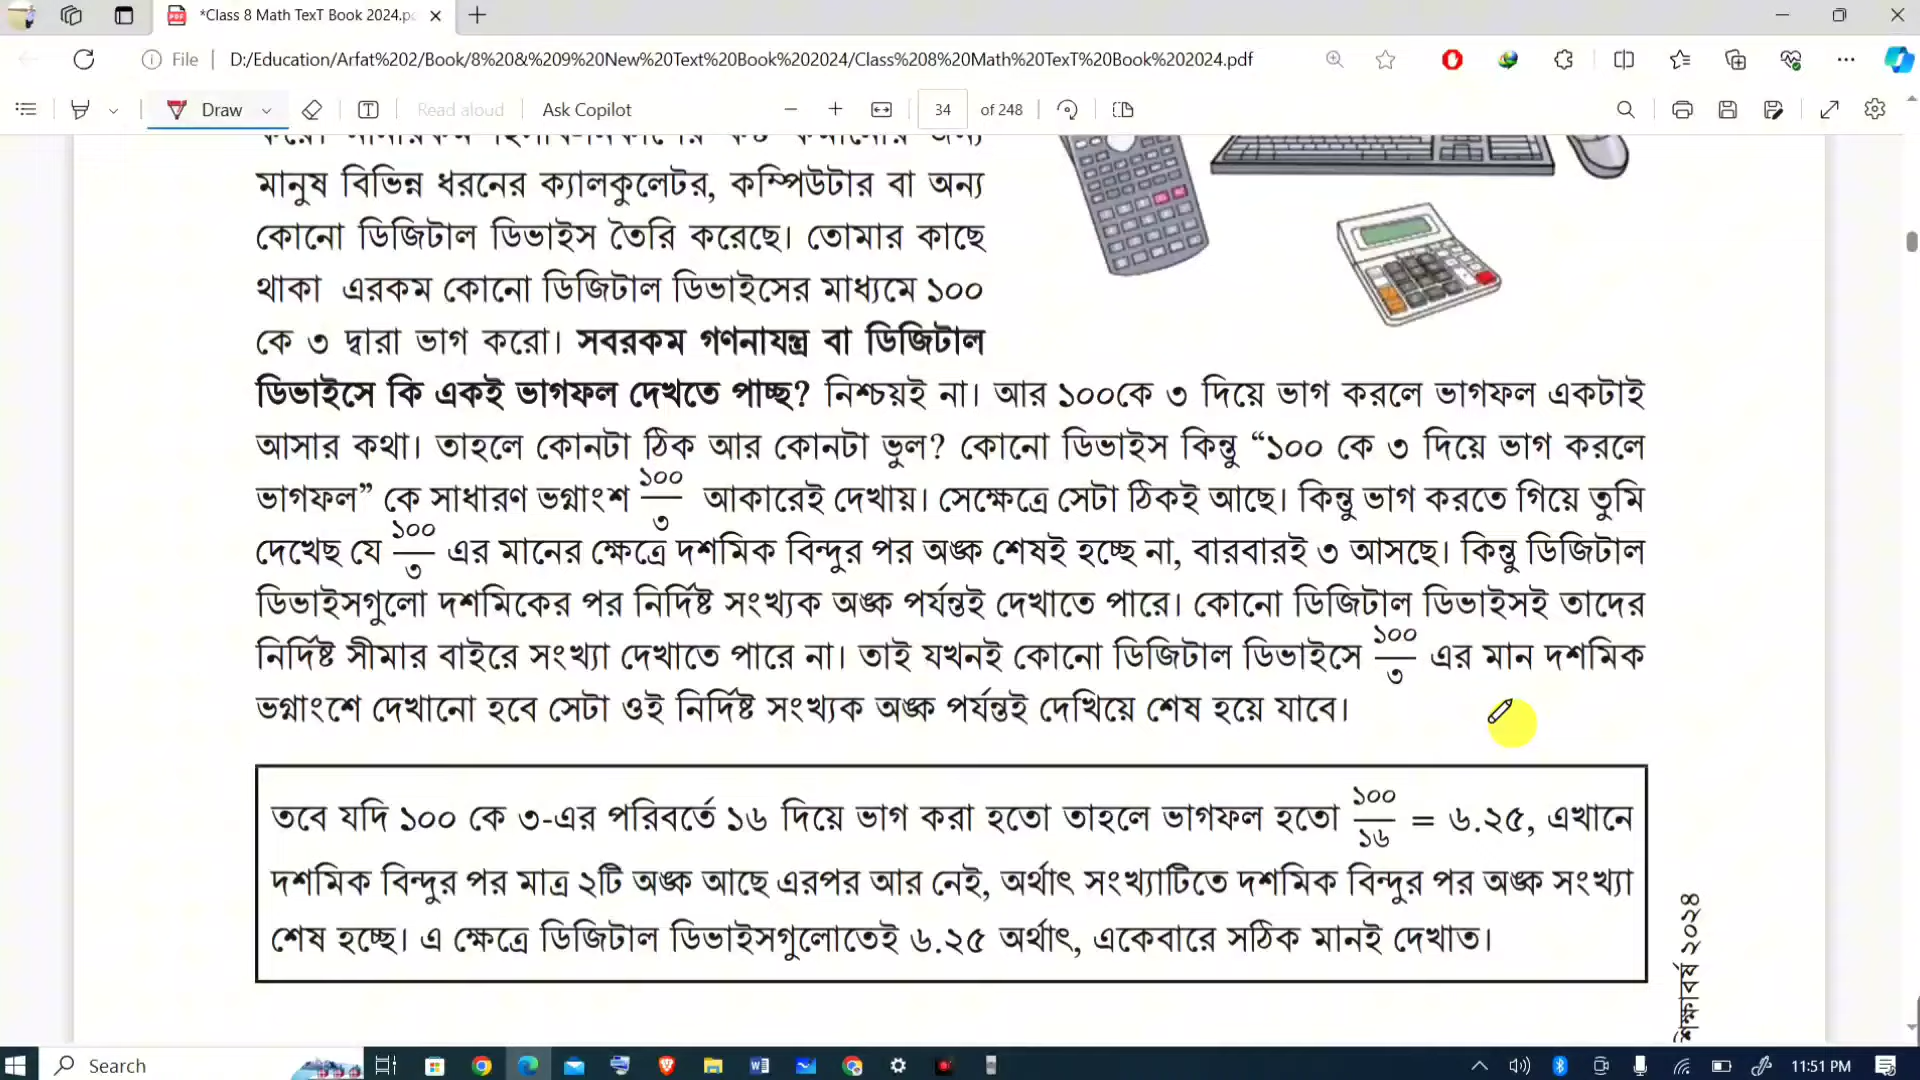 *Class 8 Math TexT Book 2024.pd
File
D:/Education/Arfat%202/Book/8%20&%209%20New%20Text%20Book%202024/Class%208%20Math%20TexT%20Book%202024.pdf
Draw
Read aloud
Ask Copilot
34 of 248
মানুষ বিভিন্ন ধরনের ক্যালকুলেটর, কম্পিউটার বা অন্য
কোনো ডিজিটাল ডিভাইস তৈরি করেছে। তোমার কাছে
থাকা এরকম কোনো ডিজিটাল ডিভাইসের মাধ্যমে ১০০
কে ৩ দ্বারা ভাগ করো। সবরকম গণনাযন্ত্র বা ডিজিটাল
ডিভাইসে কি একই ভাগফল দেখতে পাচ্ছ? নিশ্চয়ই না। আর ১০০কে ৩ দিয়ে ভাগ করলে ভাগফল একটাই
আসার কথা। তাহলে কোনটা ঠিক আর কোনটা ভুল? কোনো ডিভাইস কিন্তু “১০০ কে ৩ দিয়ে ভাগ করলে
ভাগফল” কে সাধারণ ভগ্নাংশ ১০০/৩ আকারেই দেখায়। সেক্ষেত্রে সেটা ঠিকই আছে। কিন্তু ভাগ করতে গিয়ে তুমি
দেখেছ যে ১০০/৩ এর মানের ক্ষেত্রে দশমিক বিন্দুর পর অঙ্ক শেষই হচ্ছে না, বারবারই ৩ আসছে। কিন্তু ডিজিটাল
ডিভাইসগুলো দশমিকের পর নির্দিষ্ট সংখ্যক অঙ্ক পর্যন্তই দেখাতে পারে। কোনো ডিজিটাল ডিভাইসই তাদের
নির্দিষ্ট সীমার বাইরে সংখ্যা দেখাতে পারে না। তাই যখনই কোনো ডিজিটাল ডিভাইসে ১০০/৩ এর মান দশমিক
ভগ্নাংশে দেখানো হবে সেটা ওই নির্দিষ্ট সংখ্যক অঙ্ক পর্যন্তই দেখিয়ে শেষ হয়ে যাবে।
তবে যদি ১০০ কে ৩-এর পরিবর্তে ১৬ দিয়ে ভাগ করা হতো তাহলে ভাগফল হতো ১০০/১৬ = ৬.২৫, এখানে
দশমিক বিন্দুর পর মাত্র ২টি অঙ্ক আছে এরপর আর নেই, অর্থাৎ সংখ্যাটিতে দশমিক বিন্দুর পর অঙ্ক সংখ্যা
শেষ হচ্ছে। এ ক্ষেত্রে ডিজিটাল ডিভাইসগুলোতেই ৬.২৫ অর্থাৎ, একেবারে সঠিক মানই দেখাত।
শিক্ষাবর্ষ ২০২৪
Search
11:51 PM